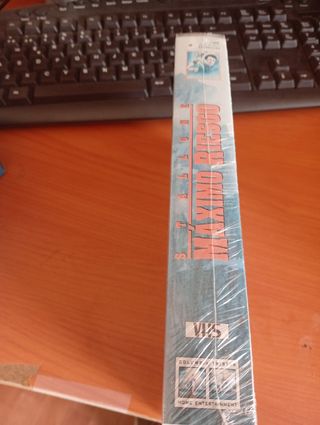 STALLONE
MÁXIMO RIESGO
VHS
COLUMBIA TRISTAR
HOME ENTERTAINMENT